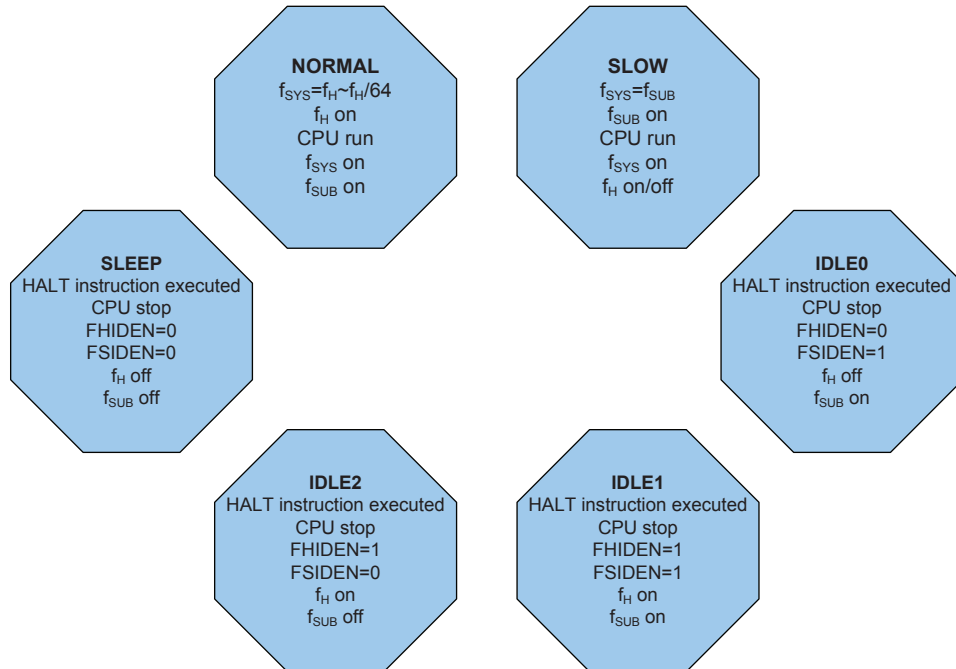 NORMAL
fSYS=fH~fH/64
fH on
CPU run
fSYS on
fSUB on
SLOW
fSYS=fSUB
fSUB on
CPU run
fSYS on
fH on/off
SLEEP
HALT instruction executed
CPU stop
FHIDEN=0
FSIDEN=0
fH off
fSUB off
IDLE0
HALT instruction executed
CPU stop
FHIDEN=0
FSIDEN=1
fH off
fSUB on
IDLE2
HALT instruction executed
CPU stop
FHIDEN=1
FSIDEN=0
fH on
fSUB off
IDLE1
HALT instruction executed
CPU stop
FHIDEN=1
FSIDEN=1
fH on
fSUB on